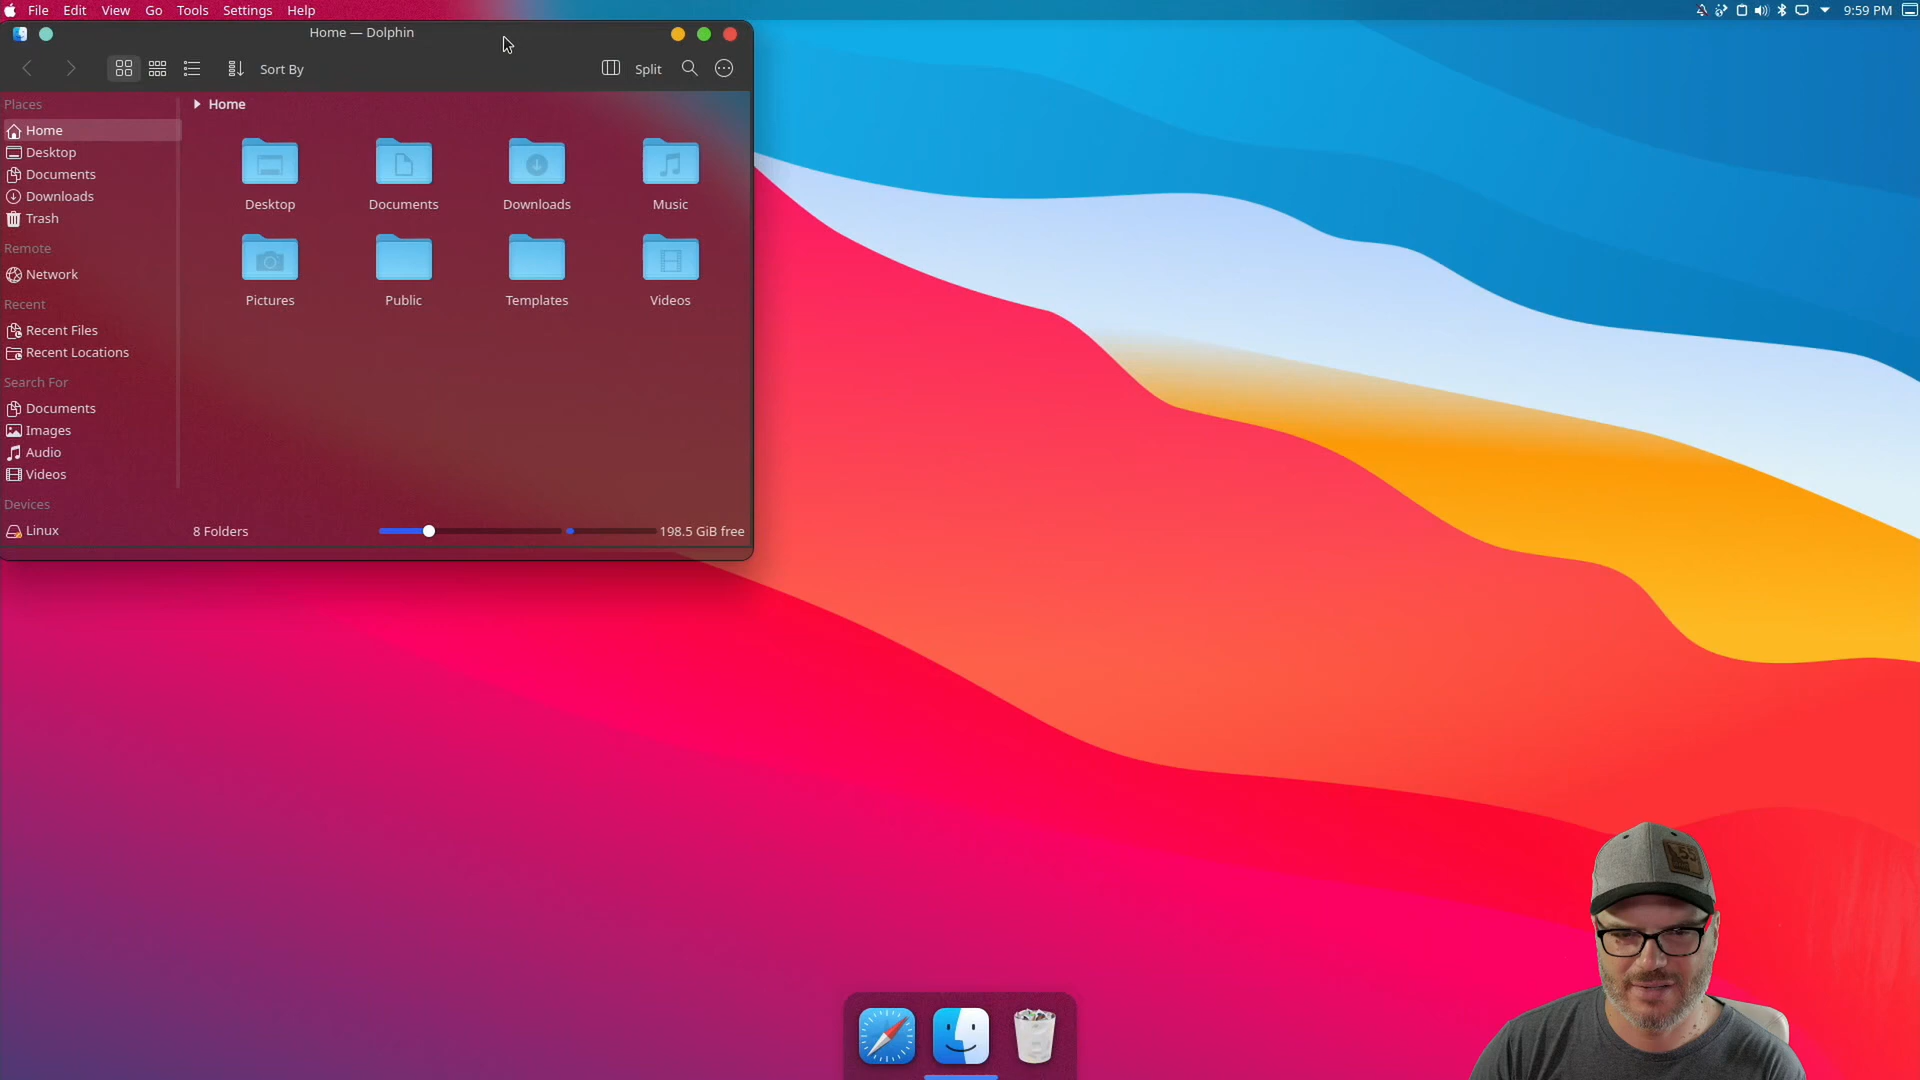 File Edit View Go Tools Settings Help
9:59 PM
Home — Dolphin
Sort By
Split
Places
Home
Desktop
Documents
Downloads
Trash
Remote
Network
Recent
Recent Files
Recent Locations
Search For
Documents
Images
Audio
Videos
Devices
Linux
Home
Desktop Documents Downloads Music
Pictures Public Templates Videos
8 Folders
198.5 GiB free